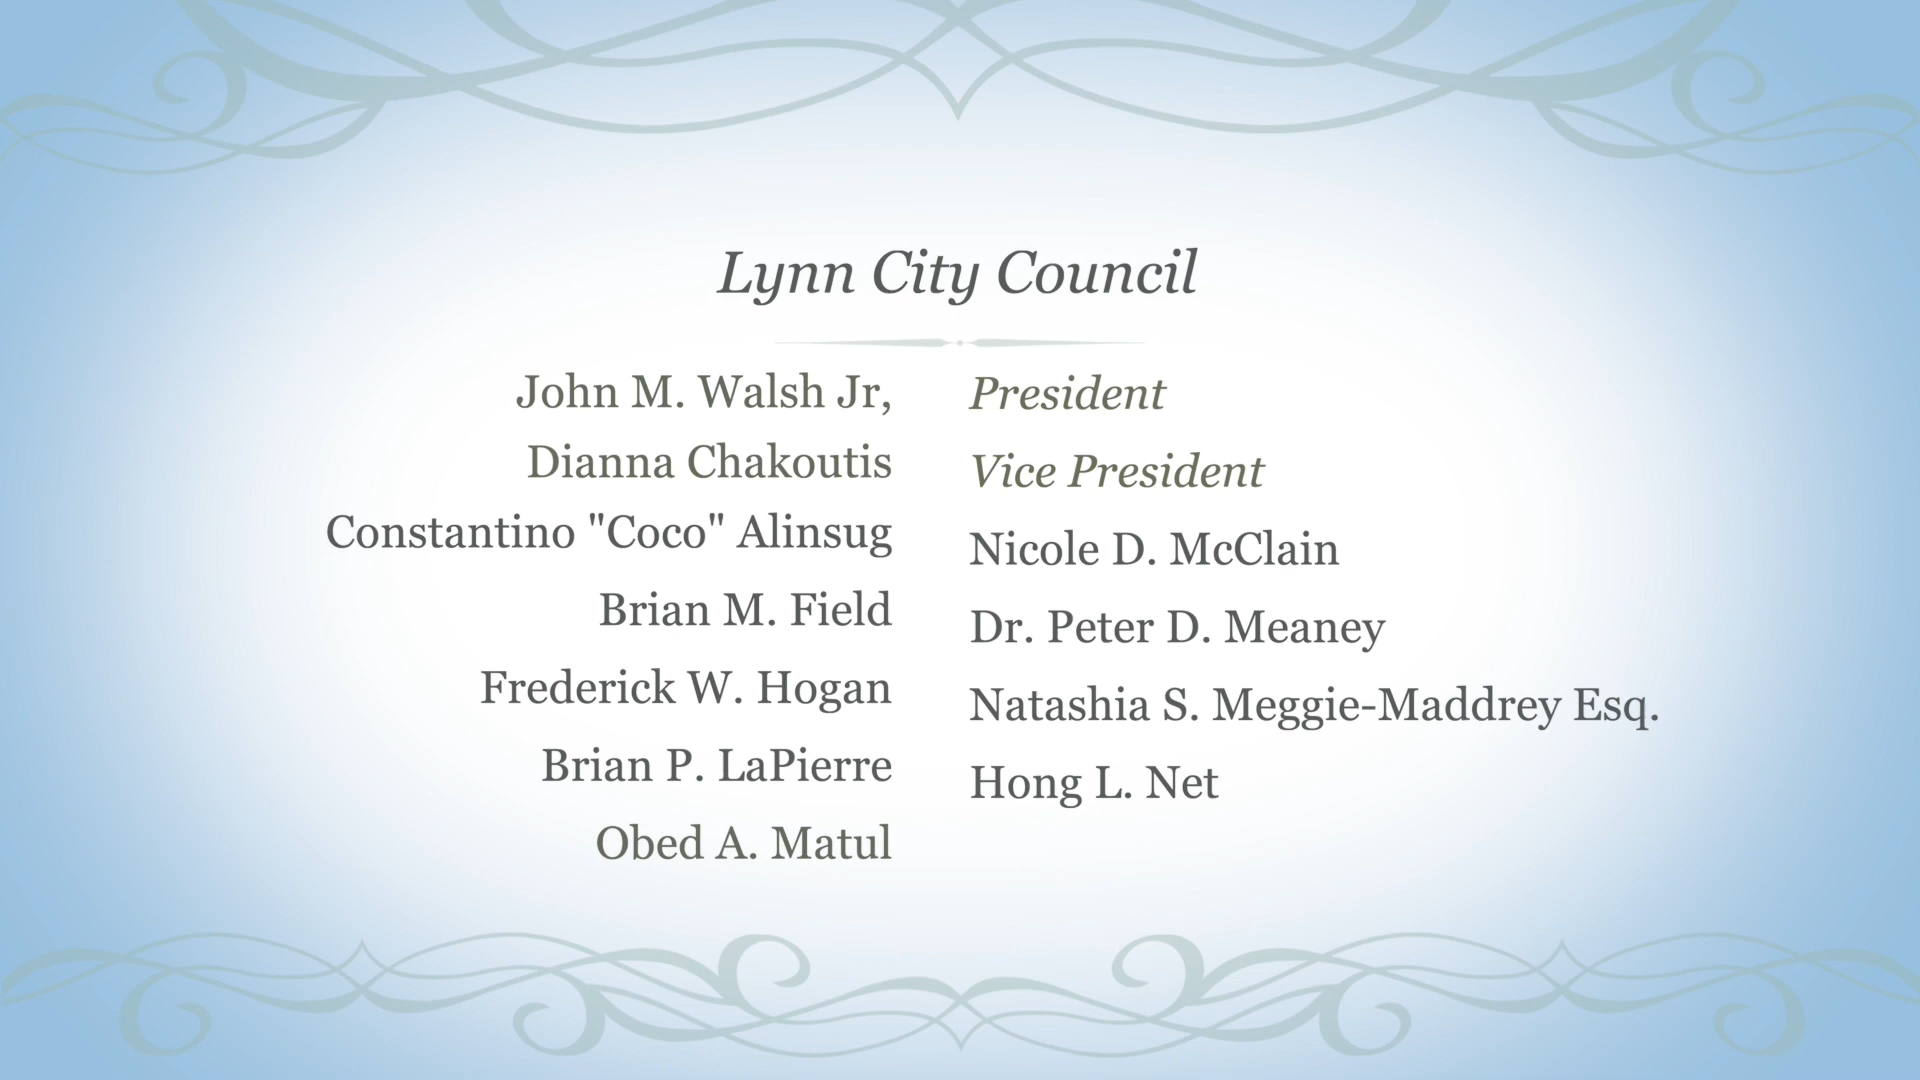 Lynn City Council
John M. Walsh Jr, President
Dianna Chakoutis Vice President
Constantino "Coco" Alinsug
Nicole D. McClain
Brian M. Field
Dr. Peter D. Meaney
Frederick W. Hogan
Natashia S. Meggie-Maddrey Esq.
Brian P. LaPierre
Hong L. Net
Obed A. Matul